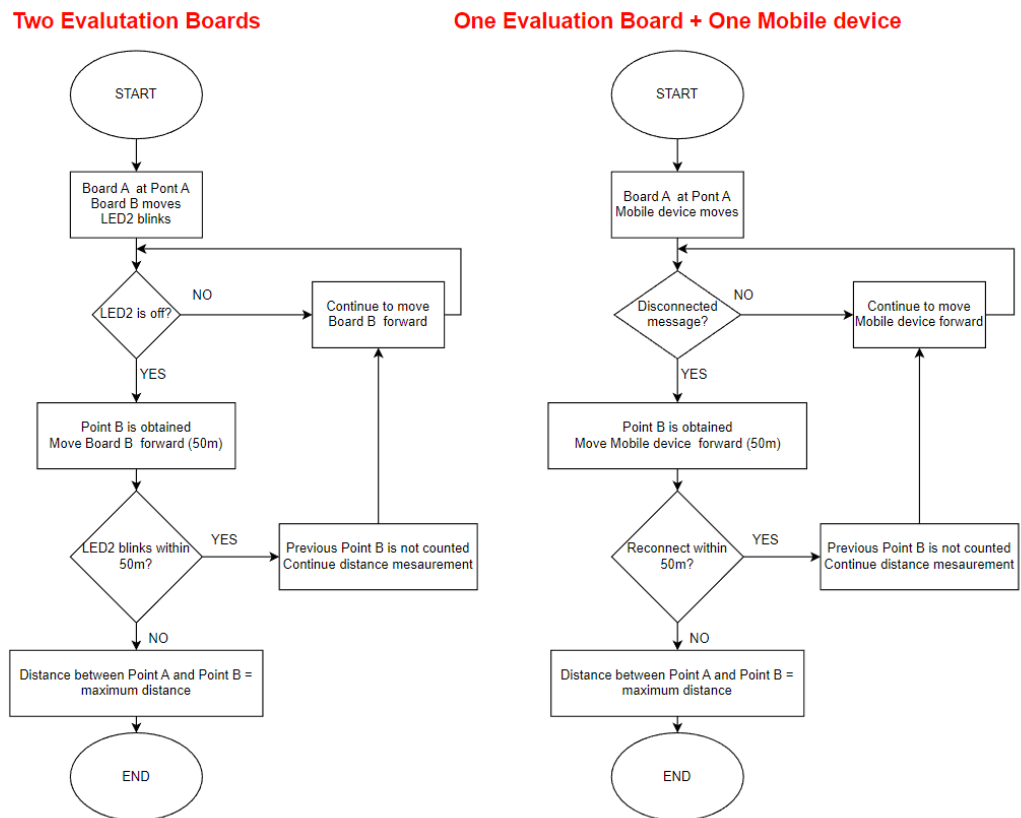 Two Evalutation Boards
START
Board A at Pont A
Board B moves
LED2 blinks
LED2 is off?
NO
Continue to move
Board B forward
YES
Point B is obtained
Move Board B forward (50m)
LED2 blinks within
50m?
YES
Previous Point B is not counted
Continue distance mesaurement
NO
Distance between Point A and Point B =
maximum distance
END
One Evaluation Board + One Mobile device
START
Board A at Pont A
Mobile device moves
Disconnected
message?
NO
Continue to move
Mobile device forward
YES
Point B is obtained
Move Mobile device forward (50m)
Reconnect within
50m?
YES
Previous Point B is not counted
Continue distance mesaurement
NO
Distance between Point A and Point B =
maximum distance
END